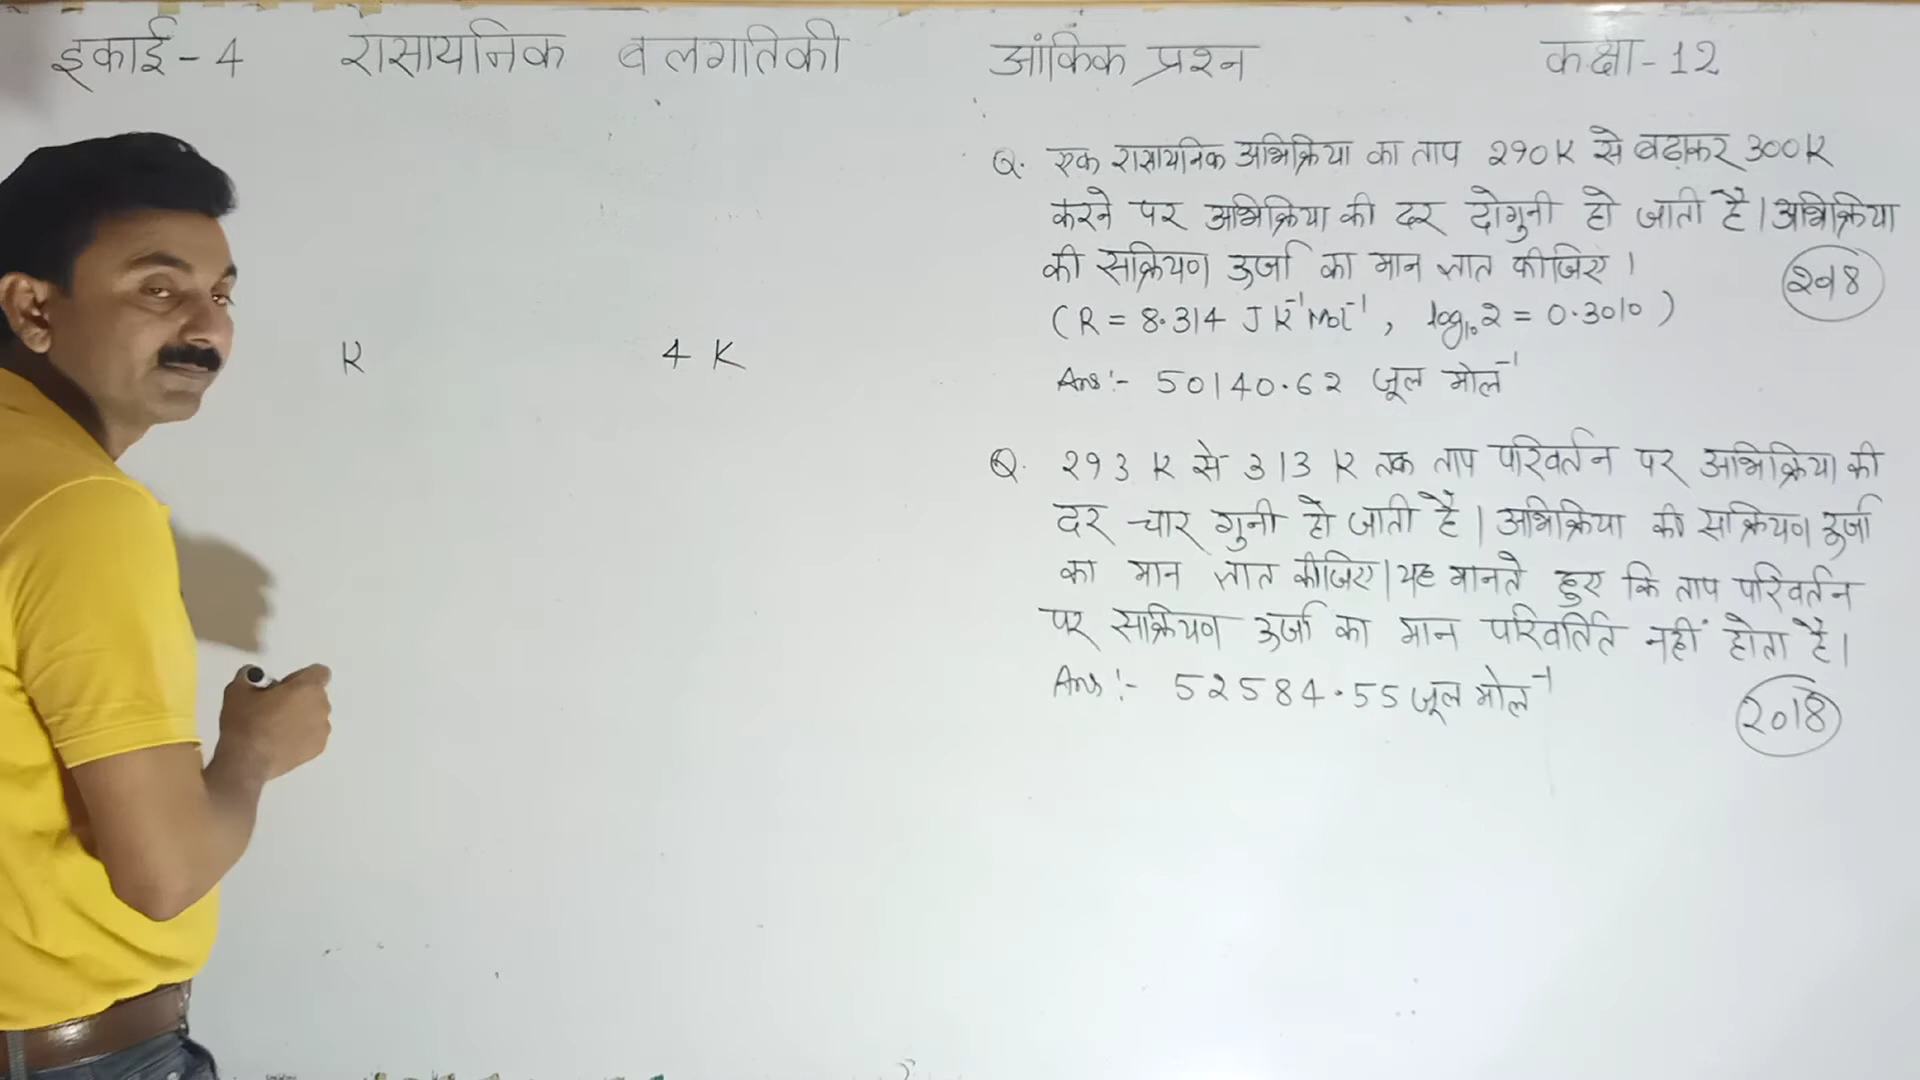 इकाई-4 रासायनिक बलगतिकी आंकिक प्रश्न कक्षा-12
Q. एक रासायनिक अभिक्रिया का ताप 290K से बढ़ाकर 300K
करने पर अभिक्रिया की दर दोगुनी हो जाती है। अभिक्रिया
की सक्रियण ऊर्जा का मान ज्ञात कीजिए।
2018
(R = 8.314 J K⁻¹ Mol⁻¹, log₁₀2 = 0.3010)
Ans:- 50140.62 जूल मोल⁻¹
K 4 K
Q. 293 K से 313 K तक ताप परिवर्तन पर अभिक्रिया की
दर चार गुनी हो जाती है। अभिक्रिया की सक्रियण ऊर्जा
का मान ज्ञात कीजिए। यह मानते हुए कि ताप परिवर्तन
पर सक्रियण ऊर्जा का मान परिवर्तित नहीं होता है।
Ans:- 52584.55 जूल मोल⁻¹
2018